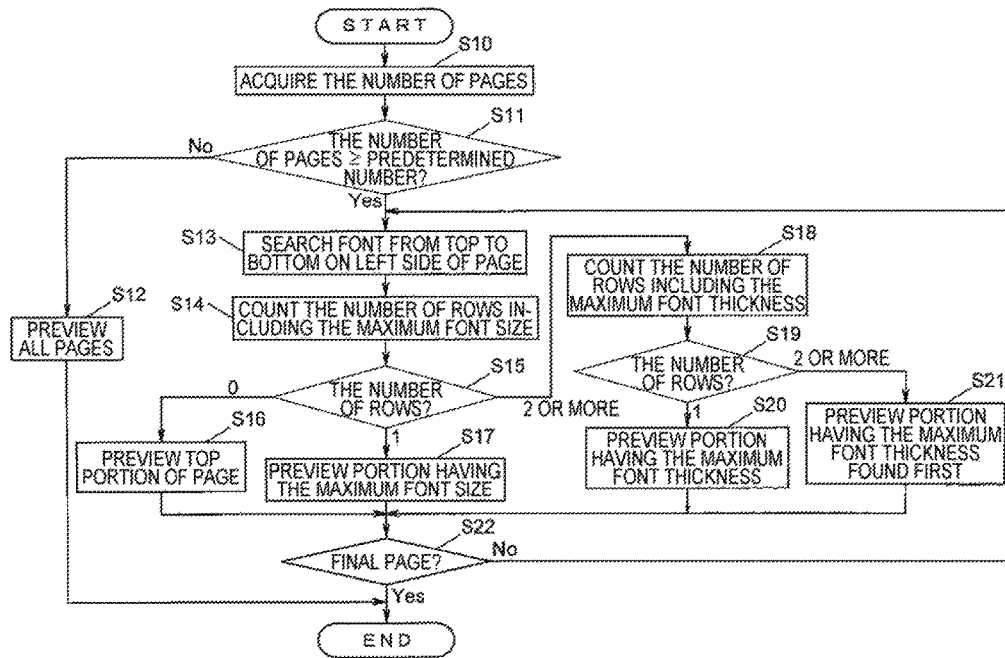 START
S10
ACQUIRE THE NUMBER OF PAGES
S11
THE NUMBER
OF PAGES ≥ PREDETERMINED
NUMBER?
No
Yes
S13
SEARCH FONT FROM TOP TO
BOTTOM ON LEFT SIDE OF PAGE
S18
COUNT THE NUMBER OF
ROWS INCLUDING THE
MAXIMUM FONT THICKNESS
S12
PREVIEW
ALL PAGES
S14
COUNT THE NUMBER OF ROWS IN-
CLUDING THE MAXIMUM FONT SIZE
S15
THE NUMBER
OF ROWS?
0
2 OR MORE
1
S19
THE NUMBER
OF ROWS?
2 OR MORE
1
S16
PREVIEW TOP
PORTION OF PAGE
S17
PREVIEW PORTION HAVING
THE MAXIMUM FONT SIZE
S20
PREVIEW PORTION
HAVING THE MAXIMUM
FONT THICKNESS
S21
PREVIEW PORTION
HAVING THE MAXIMUM
FONT THICKNESS
FOUND FIRST
S22
FINAL PAGE?
No
Yes
END